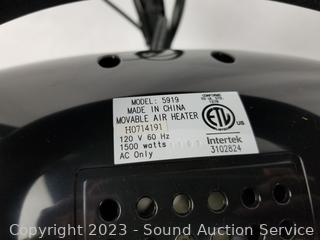 MODEL: 5919
MADE IN CHINA
MOVABLE AIR HEATER
H0714191
120 V 60 Hz
1500 watts
AC Only
ETL
US
Intertek
3102824
Copyright 2023 - Sound Auction Service